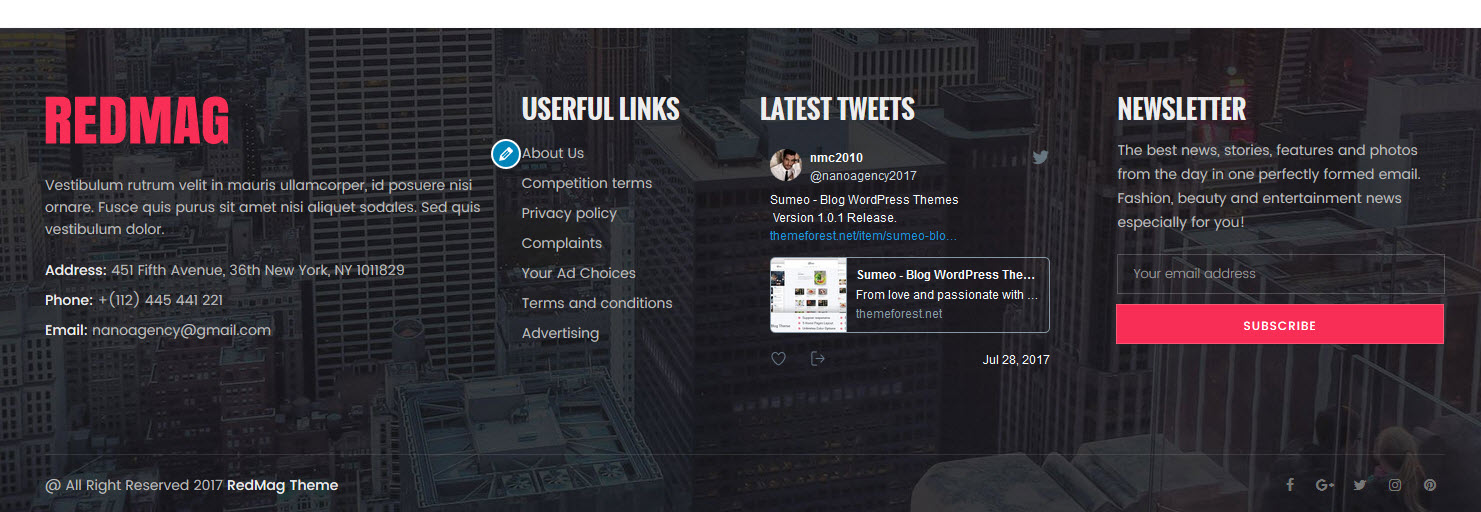 REDMAG
Vestibulum rutrum velit in mauris ullamcorper, id posuere nisi
ornare. Fusce quis purus sit amet nisi aliquet sodales. Sed quis
vestibulum dolor.
Address: 451 Fifth Avenue, 36th New York, NY 1011829
Phone: +(112) 445 441 221
Email: nanoagency@gmail.com
USERFUL LINKS
About Us
Competition terms
Privacy policy
Complaints
Your Ad Choices
Terms and conditions
Advertising
LATEST TWEETS
nmc2010
@nanoagency2017
Sumeo - Blog WordPress Themes
Version 1.0.1 Release.
themeforest.net/item/sumeo-blo…
Sumeo - Blog WordPress The…
From love and passionate with …
themeforest.net
Blog Theme
Jul 28, 2017
NEWSLETTER
The best news, stories, features and photos
from the day in one perfectly formed email.
Fashion, beauty and entertainment news
especially for you!
Your email address
SUBSCRIBE
@ All Right Reserved 2017 RedMag Theme